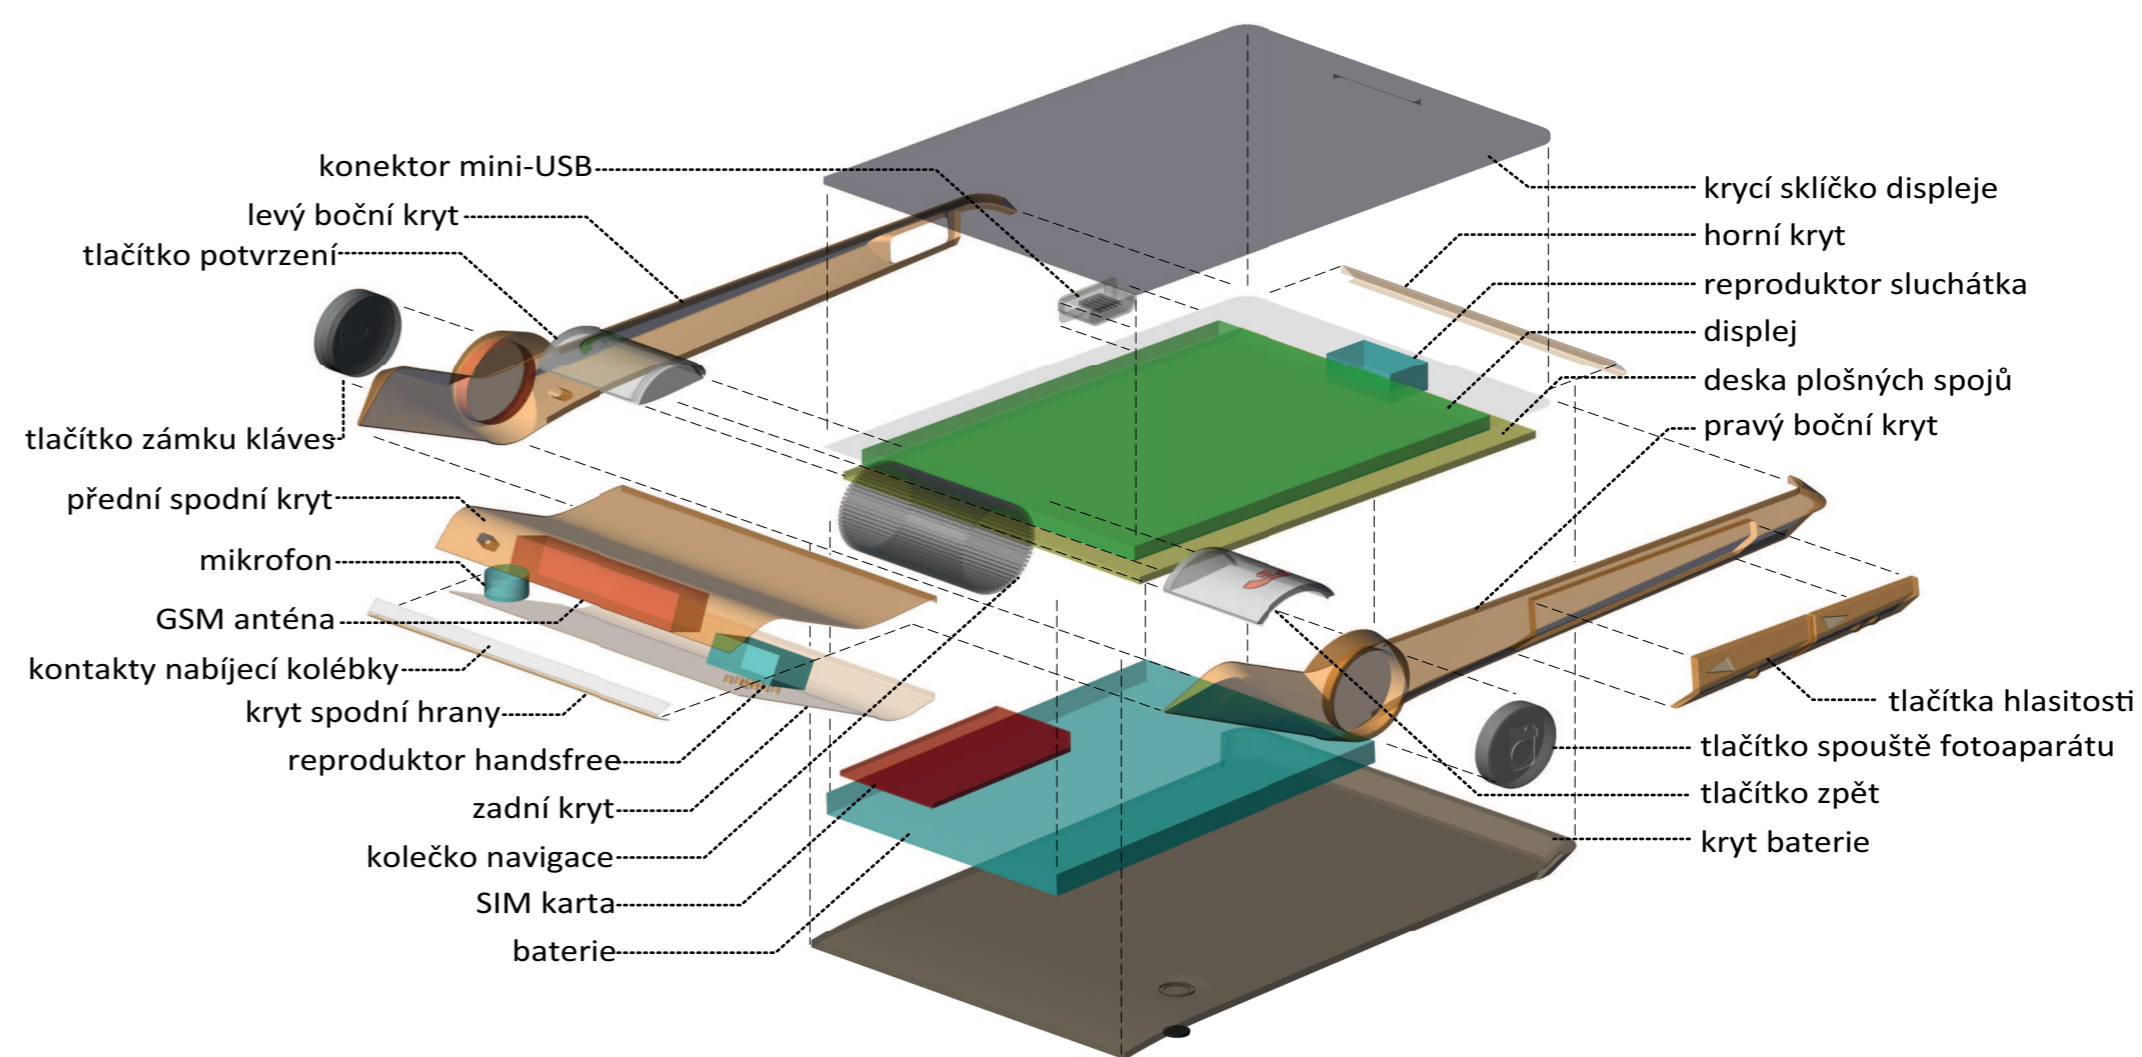 konektor mini-USB
levý boční kryt
tlačítko potvrzení
tlačítko zámku kláves
přední spodní kryt
mikrofon
GSM anténa
kontakty nabíjecí kolébky
kryt spodní hrany
reproduktor handsfree
zadní kryt
kolečko navigace
SIM karta
baterie
krycí sklíčko displeje
horní kryt
reproduktor sluchátka
displej
deska plošných spojů
pravý boční kryt
tlačítka hlasitosti
tlačítko spouště fotoaparátu
tlačítko zpět
kryt baterie